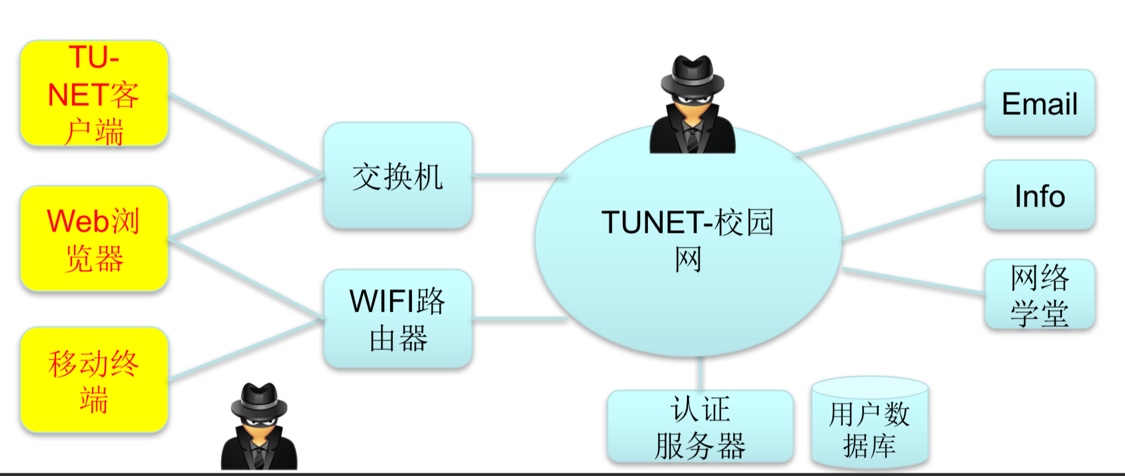 TU-
NET客
户端
Web浏
览器
移动终
端
交换机
WIFI路
由器
TUNET-校园
网
认证
服务器
用户数
据库
Email
Info
网络
学堂